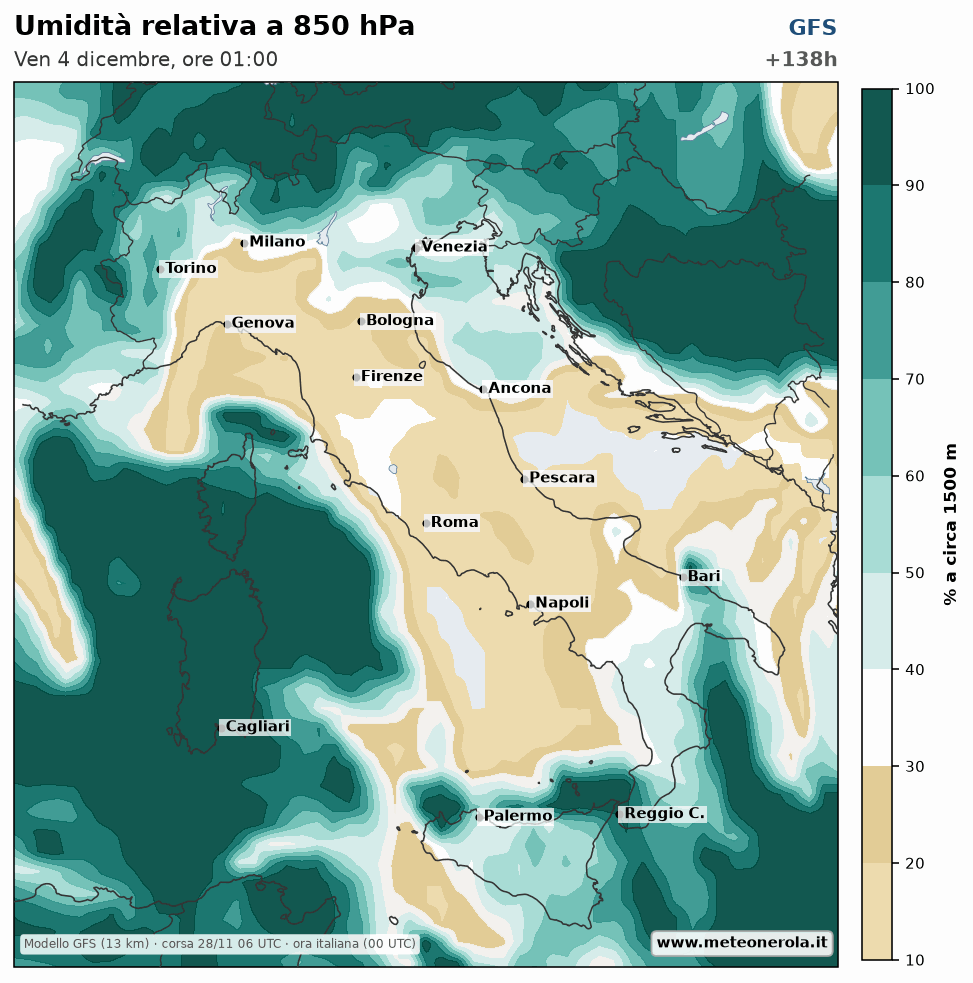 Umidità relativa a 850 hPa
GFS
Ven 4 dicembre, ore 01:00
+138h
Milano
Venezia
Torino
Genova
Bologna
Firenze
Ancona
Pescara
Roma
Bari
Napoli
Cagliari
Palermo
Reggio C.
100
90
80
70
60
50
40
30
20
10
% a circa 1500 m
Modello GFS (13 km) · corsa 28/11 06 UTC · ora italiana (00 UTC)
www.meteonerola.it